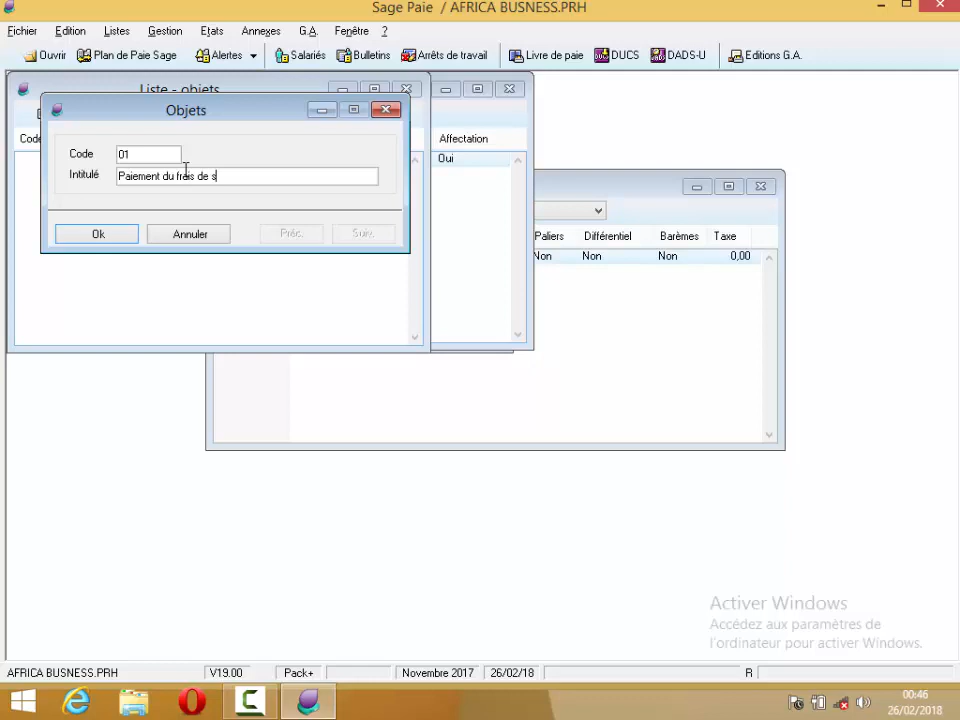 Sage Paie / AFRICA BUSNESS.PRH
Fichier Edition Listes Gestion Etats Annexes G.A. Fenêtre ?
Ouvrir Plan de Paie Sage Alertes Salariés Bulletins Arrêts de travail Livre de paie DUCS DADS-U Editions G.A.
Liste - objets
Objets
Code Affectation
Code 01
Oui
Intitulé Paiement du frais de s
Ok Annuler Préc. Suiv.
Paliers Différentiel Barèmes Taxe
Non Non Non 0,00
Activer Windows
Accédez aux paramètres de
l'ordinateur pour activer Windows.
AFRICA BUSNESS.PRH V19.00 Pack+ Novembre 2017 26/02/18 R
00:46
26/02/2018